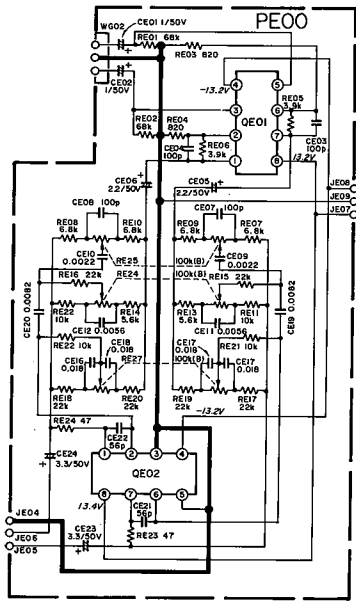 PE00
CE01 1/50V
WG02
RE01 68k
RE03 820
CE02
1/50V
-13.2V
4
5
3
6
QE01
RE05
3.9k
RE02
68k
RE04
820
2
7
CE04
100p
RE06
3.9k
CE03
100p
1
8
13.2V
CE06
2.2/50V
CE05
2.2/50V
JE08
JE09
JE07
CE08
100p
CE07
100p
RE08
6.8k
RE10
6.8k
RE09
6.8k
RE07
6.8k
CE10
0.0022
RE25
100k(B)
CE09
0.0022
RE16 22k
RE24
RE15
22k
CE20 0.0082
CE19 0.0082
RE22
10k
RE14
5.6k
100k(B)
RE13
5.6k
RE11
10k
CE12 0.0056
CE11 0.0056
RE22 10k
RE21 10k
CE18
0.018
CE16
0.018
RE27
CE17
0.018
100k(B)
CE17
0.018
RE18
22k
RE20
22k
RE19
22k
RE17
22k
RE24 47
-13.2V
CE22
56p
CE24
3.3/50V
1
2
3
4
QE02
8
7
6
5
13.4V
CE21
56p
JE04
CE23
3.3/50V
RE23 47
JE06
JE05